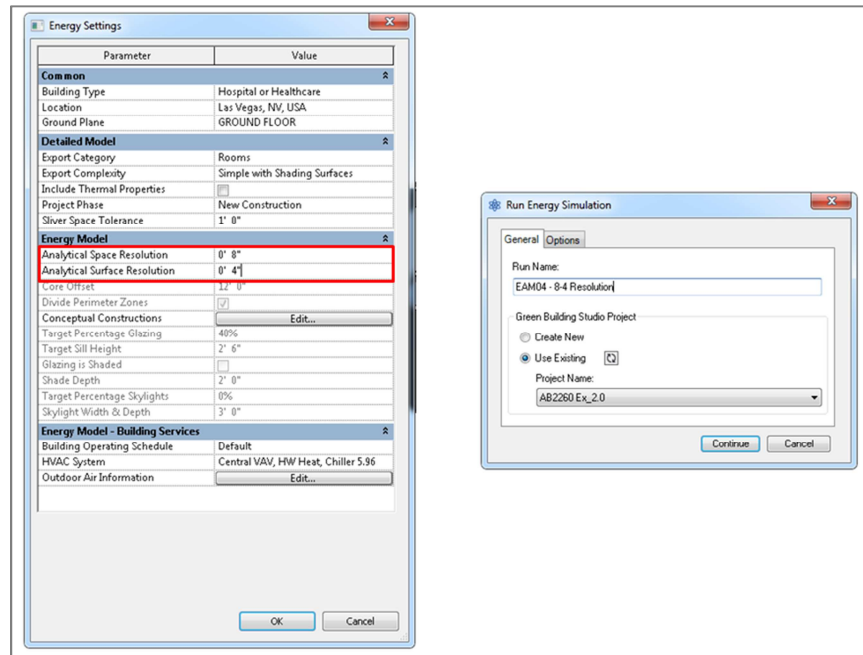 Energy Settings
Parameter Value
Common
Building Type Hospital or Healthcare
Location Las Vegas, NV, USA
Ground Plane GROUND FLOOR
Detailed Model
Export Category Rooms
Export Complexity Simple with Shading Surfaces
Include Thermal Properties
Project Phase New Construction
Sliver Space Tolerance 1' 0"
Energy Model
Analytical Space Resolution 0' 8"
Analytical Surface Resolution 0' 4"
Core Offset 12' 0"
Divide Perimeter Zones
Conceptual Constructions Edit...
Target Percentage Glazing 40%
Target Sill Height 2' 6"
Glazing is Shaded
Shade Depth 2' 0"
Target Percentage Skylights 0%
Skylight Width & Depth 3' 0"
Energy Model - Building Services
Building Operating Schedule Default
HVAC System Central VAV, HW Heat, Chiller 5.96
Outdoor Air Information Edit...
OK Cancel
Run Energy Simulation
General Options
Run Name:
EAM04 - 8-4 Resolution
Green Building Studio Project
Create New
Use Existing
Project Name:
AB2260 Ex_2.0
Continue Cancel